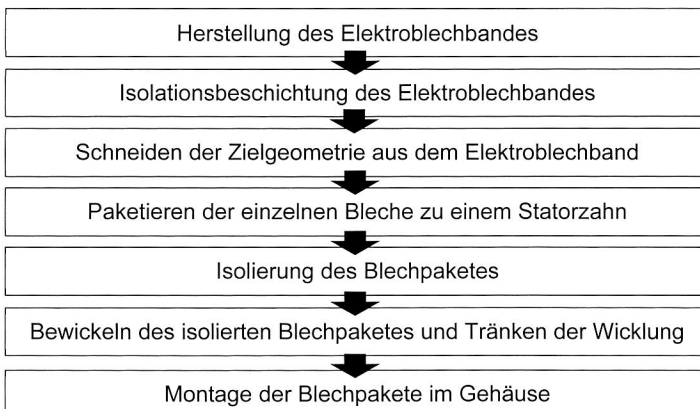 Herstellung des Elektroblechbandes
Isolationsbeschichtung des Elektroblechbandes
Schneiden der Zielgeometrie aus dem Elektroblechband
Paketieren der einzelnen Bleche zu einem Statorzahn
Isolierung des Blechpaketes
Bewickeln des isolierten Blechpaketes und Tränken der Wicklung
Montage der Blechpakete im Gehäuse